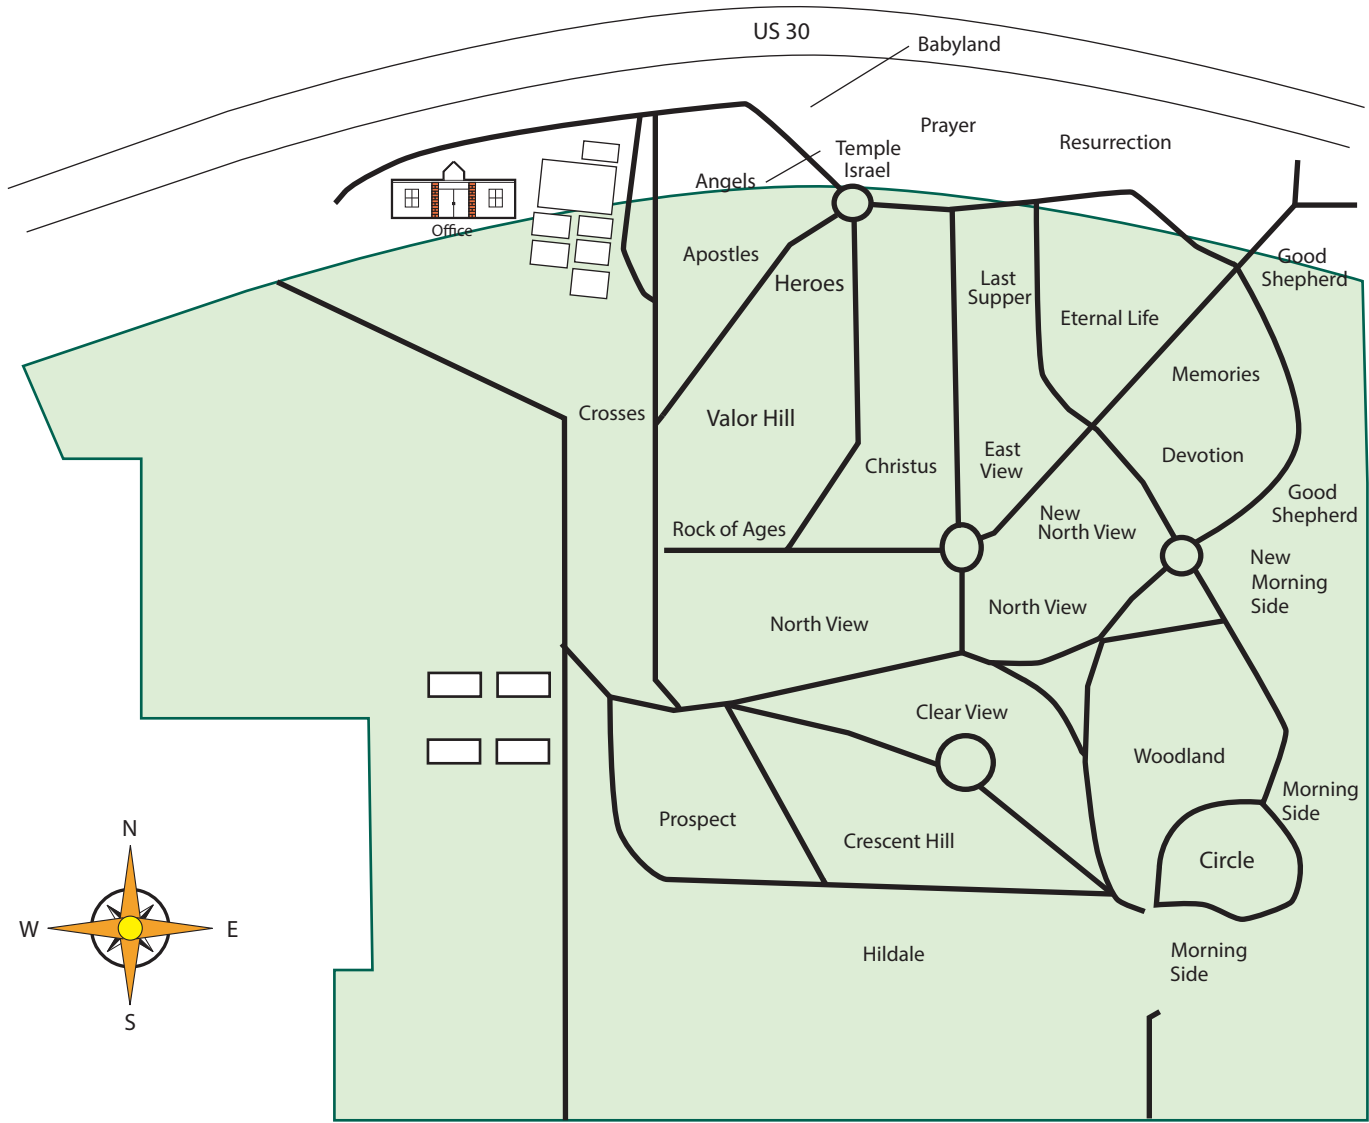 US 30
Babyland
Prayer
Resurrection
Temple
Israel
Angels
Office
Apostles
Heroes
Last
Supper
Good
Shepherd
Eternal Life
Memories
Crosses
Valor Hill
Christus
East
View
Devotion
Good
Shepherd
New
North View
Rock of Ages
New
Morning
Side
North View
North View
Clear View
Woodland
Morning
Side
Prospect
Crescent Hill
Circle
N
W
E
S
Hildale
Morning
Side